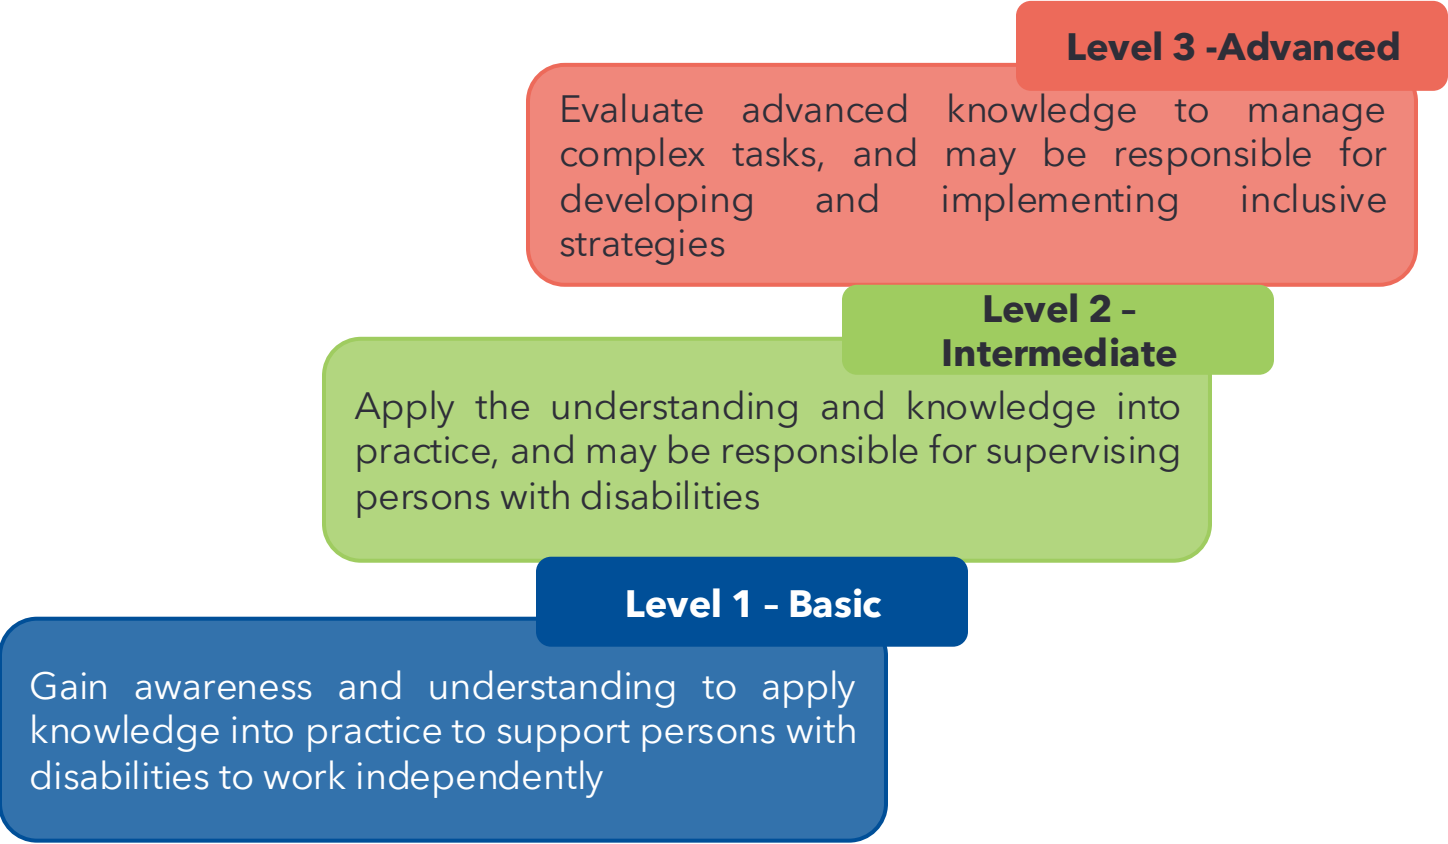 Level 3 -Advanced
Evaluate advanced knowledge to manage
complex tasks, and may be responsible for
developing and implementing inclusive
strategies
Level 2 –
Intermediate
Apply the understanding and knowledge into
practice, and may be responsible for supervising
persons with disabilities
Level 1 – Basic
Gain awareness and understanding to apply
knowledge into practice to support persons with
disabilities to work independently